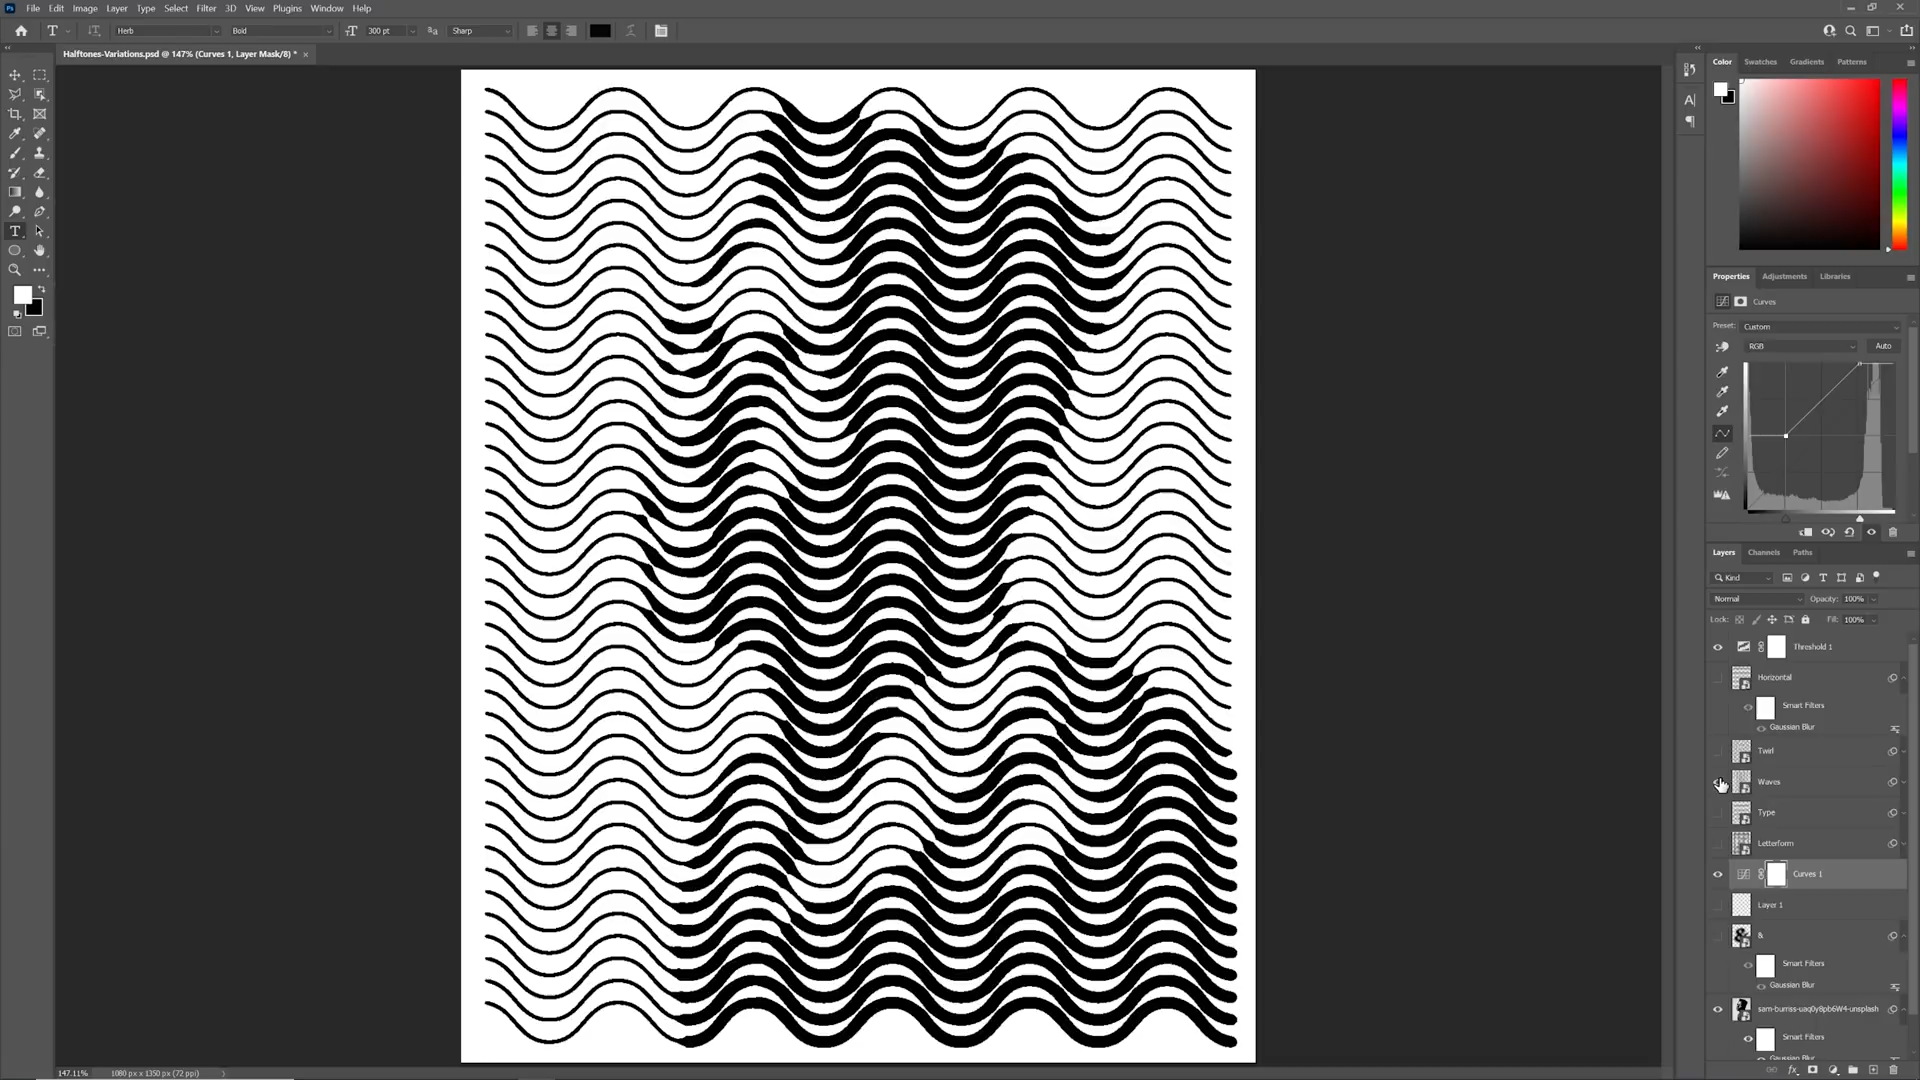 Ps File Edit Image Layer Type Select Filter 3D View Plugins Window Help
T Herb Bold 300 pt Sharp
Halftones-Variations.psd @ 147% (Curves 1, Layer Mask/8) *
Color Swatches Gradients Patterns
Properties Adjustments Libraries
Curves
Preset: Custom
RGB Auto
Layers Channels Paths
Kind
Normal Opacity: 100%
Lock: Fill: 100%
Threshold 1
Horizontal
Smart Filters
Gaussian Blur
Twirl
Waves
Type
Letterform
Curves 1
Layer 1
&
Smart Filters
Gaussian Blur
sam-burriss-uaq0y8pb6W4-unsplash
Smart Filters
Gaussian Blur
147.11% 1080 px x 1350 px (72 ppi)